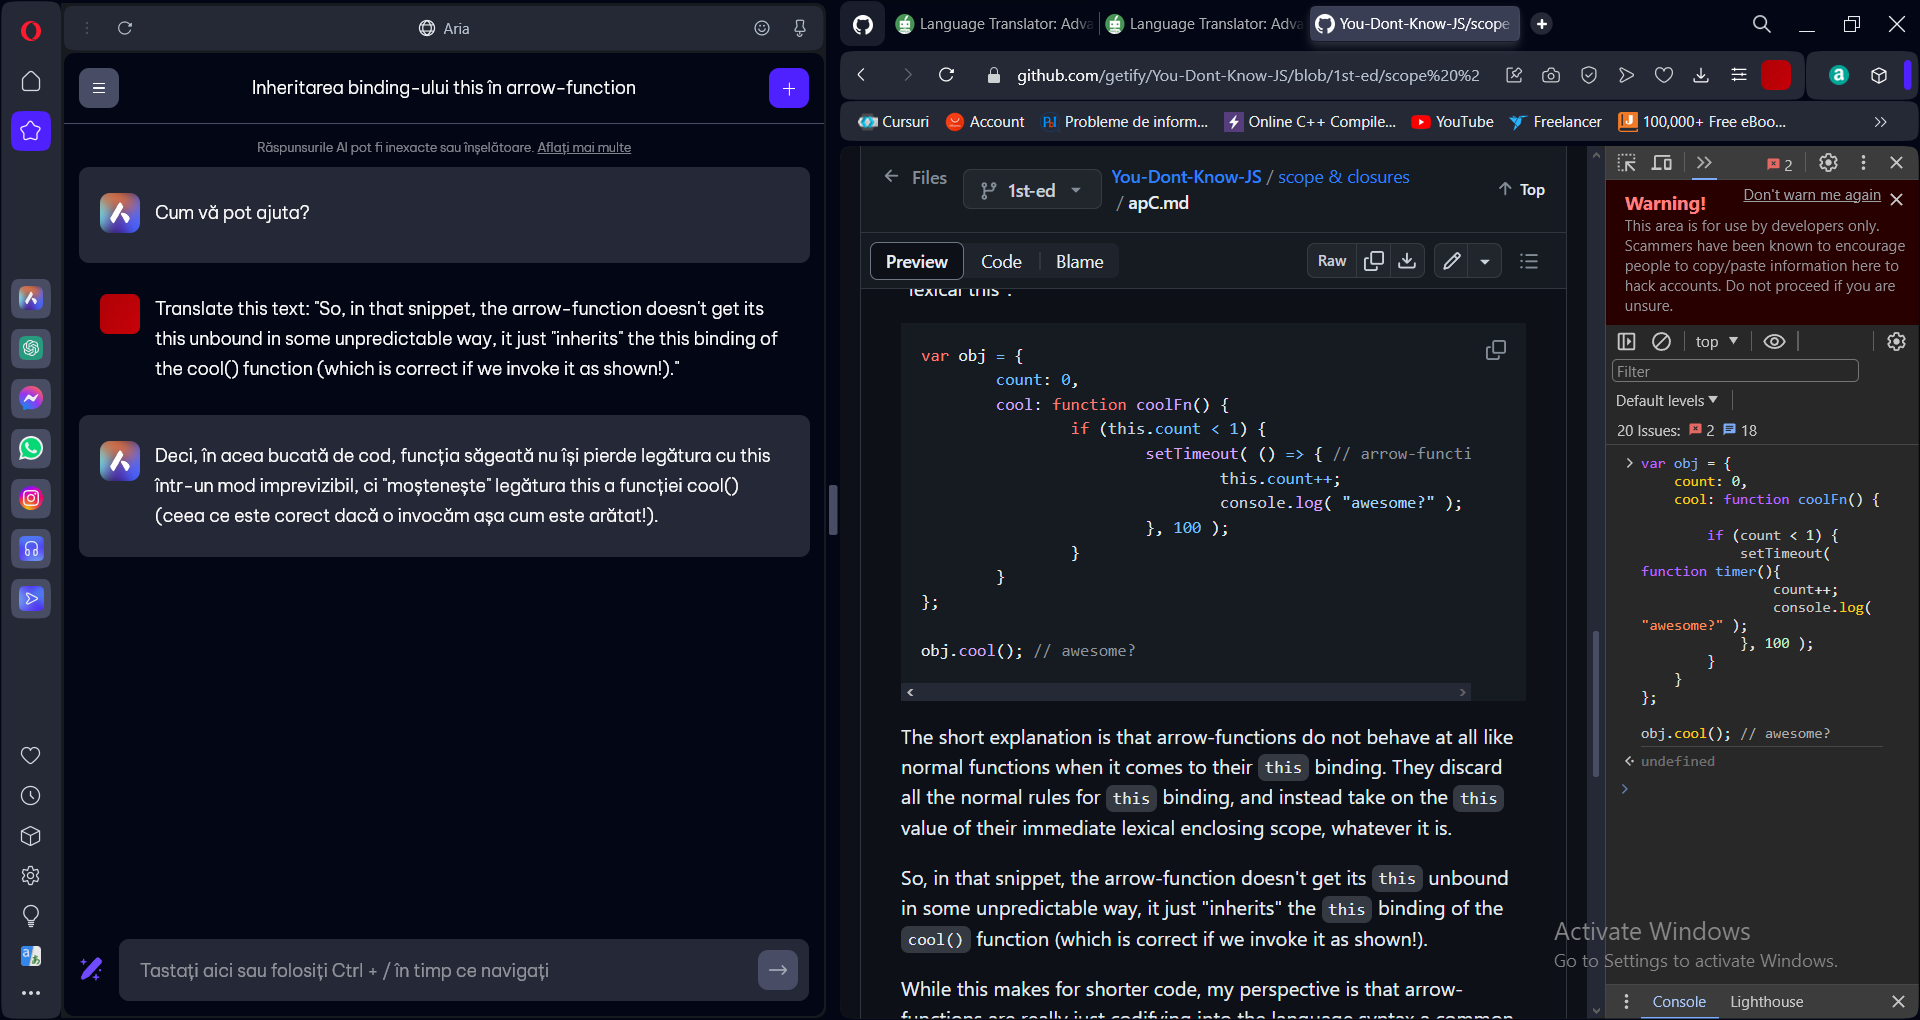 Aria
Inheritarea binding-ului this în arrow-function
Răspunsurile AI pot fi inexacte sau înșelătoare. Aflați mai multe
Cum vă pot ajuta?
Translate this text: "So, in that snippet, the arrow-function doesn't get its
this unbound in some unpredictable way, it just "inherits" the this binding of
the cool() function (which is correct if we invoke it as shown!)."
Deci, în acea bucată de cod, funcția săgeată nu își pierde legătura cu this
într-un mod imprevizibil, ci "moștenește" legătura this a funcției cool()
(ceea ce este corect dacă o invocăm așa cum este arătat!).
Tastați aici sau folosiți Ctrl + / în timp ce navigați
Language Translator: Adva
Language Translator: Adva
You-Dont-Know-JS/scope
github.com/getify/You-Dont-Know-JS/blob/1st-ed/scope%20%2
Cursuri
Account
Probleme de inform...
Online C++ Compile...
YouTube
Freelancer
100,000+ Free eBoo...
Files
1st-ed
You-Dont-Know-JS / scope & closures
/ apC.md
Top
Preview
Code
Blame
Raw
lexical this".
var obj = {
count: 0,
cool: function coolFn() {
if (this.count < 1) {
setTimeout( () => { // arrow-functi
this.count++;
console.log( "awesome?" );
}, 100 );
}
}
};
obj.cool(); // awesome?
The short explanation is that arrow-functions do not behave at all like
normal functions when it comes to their this binding. They discard
all the normal rules for this binding, and instead take on the this
value of their immediate lexical enclosing scope, whatever it is.
So, in that snippet, the arrow-function doesn't get its this unbound
in some unpredictable way, it just "inherits" the this binding of the
cool() function (which is correct if we invoke it as shown!).
While this makes for shorter code, my perspective is that arrow-
functions are really just codifying into the language syntax a common
2
Warning!
Don't warn me again
This area is for use by developers only.
Scammers have been known to encourage
people to copy/paste information here to
hack accounts. Do not proceed if you are
unsure.
top
Filter
Default levels
20 Issues: 2 18
var obj = {
count: 0,
cool: function coolFn() {
if (count < 1) {
setTimeout(
function timer(){
count++;
console.log(
"awesome?" );
}, 100 );
}
}
};
obj.cool(); // awesome?
undefined
Activate Windows
Go to Settings to activate Windows.
Console
Lighthouse